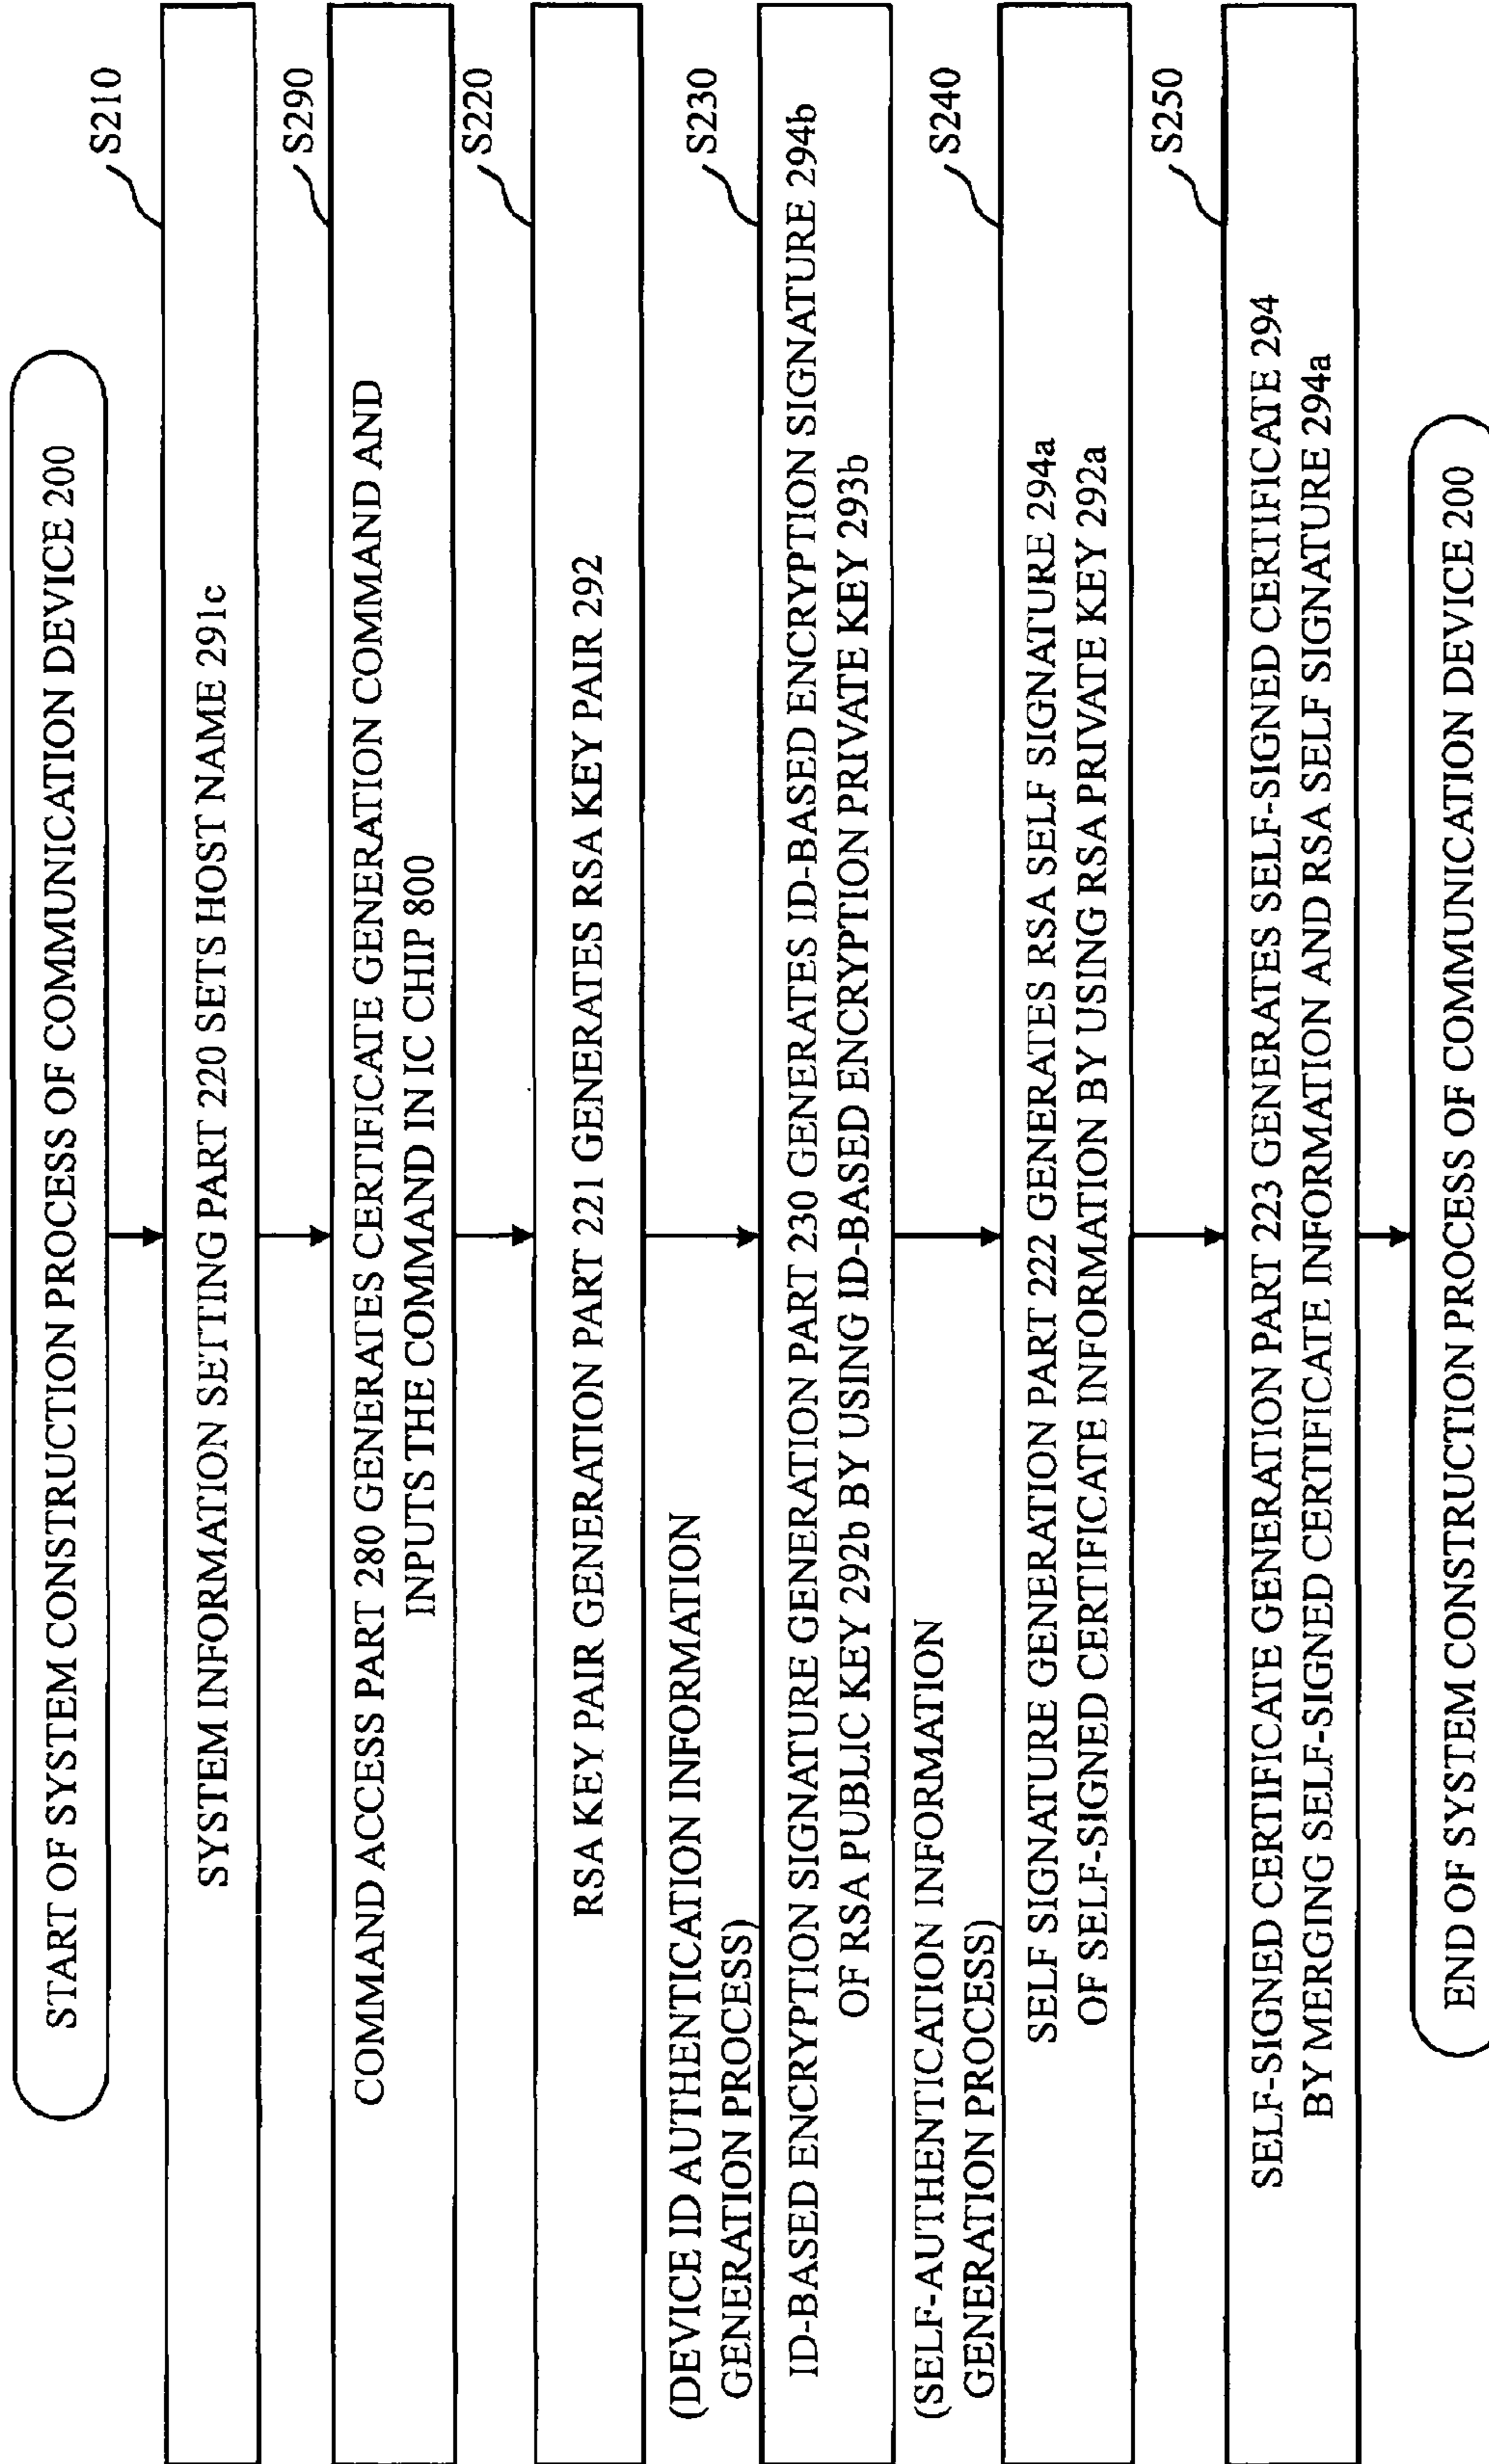 START OF SYSTEM CONSTRUCTION PROCESS OF COMMUNICATION DEVICE 200
S210
SYSTEM INFORMATION SETTING PART 220 SETS HOST NAME 291c
S290
COMMAND ACCESS PART 280 GENERATES CERTIFICATE GENERATION COMMAND AND
INPUTS THE COMMAND IN IC CHIP 800
S220
RSA KEY PAIR GENERATION PART 221 GENERATES RSA KEY PAIR 292
(DEVICE ID AUTHENTICATION INFORMATION
GENERATION PROCESS)
S230
ID-BASED ENCRYPTION SIGNATURE GENERATION PART 230 GENERATES ID-BASED ENCRYPTION SIGNATURE 294b
OF RSA PUBLIC KEY 292b BY USING ID-BASED ENCRYPTION PRIVATE KEY 293b
(SELF-AUTHENTICATION INFORMATION
GENERATION PROCESS)
S240
SELF SIGNATURE GENERATION PART 222 GENERATES RSA SELF SIGNATURE 294a
OF SELF-SIGNED CERTIFICATE INFORMATION BY USING RSA PRIVATE KEY 292a
S250
SELF-SIGNED CERTIFICATE GENERATION PART 223 GENERATES SELF-SIGNED CERTIFICATE 294
BY MERGING SELF-SIGNED CERTIFICATE INFORMATION AND RSA SELF SIGNATURE 294a
END OF SYSTEM CONSTRUCTION PROCESS OF COMMUNICATION DEVICE 200